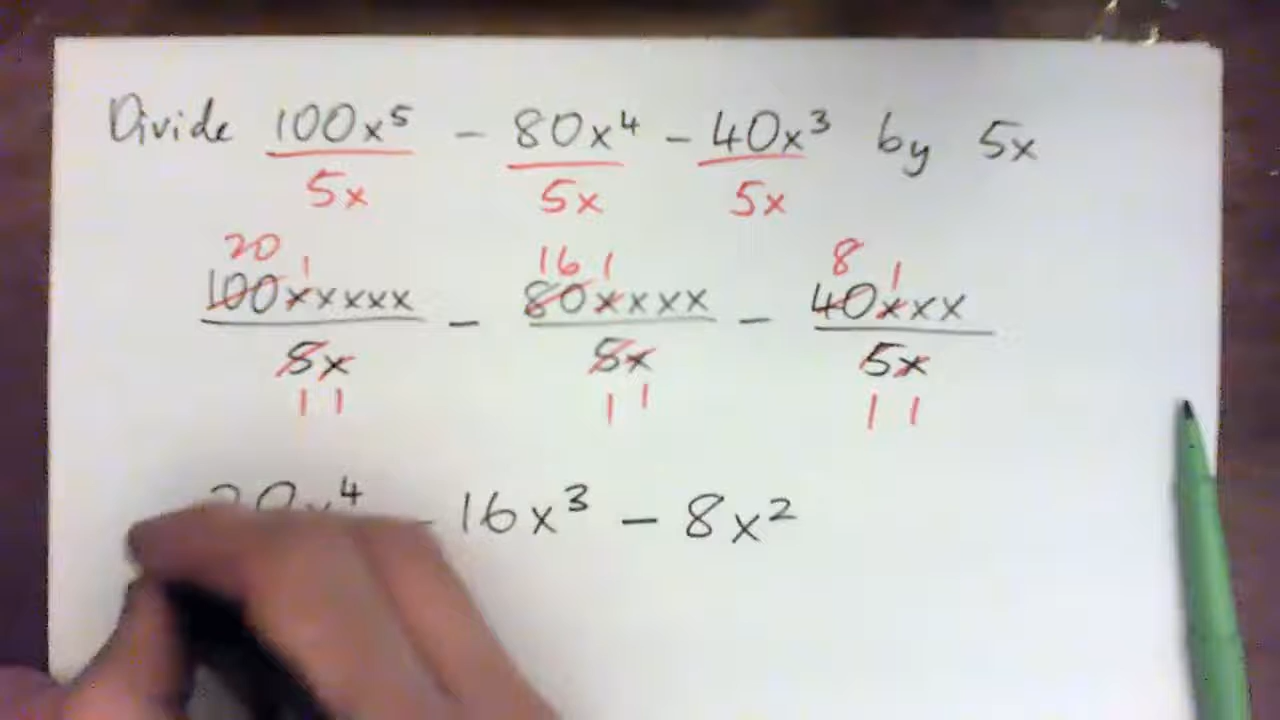 Divide 100x⁵ - 80x⁴ - 40x³ by 5x
5x 5x 5x
20 1 16 1 8 1
100xxxxx - 80xxxx - 40xxx
5x 5x 5x
1 1 1 1 1 1
20x⁴ - 16x³ - 8x²